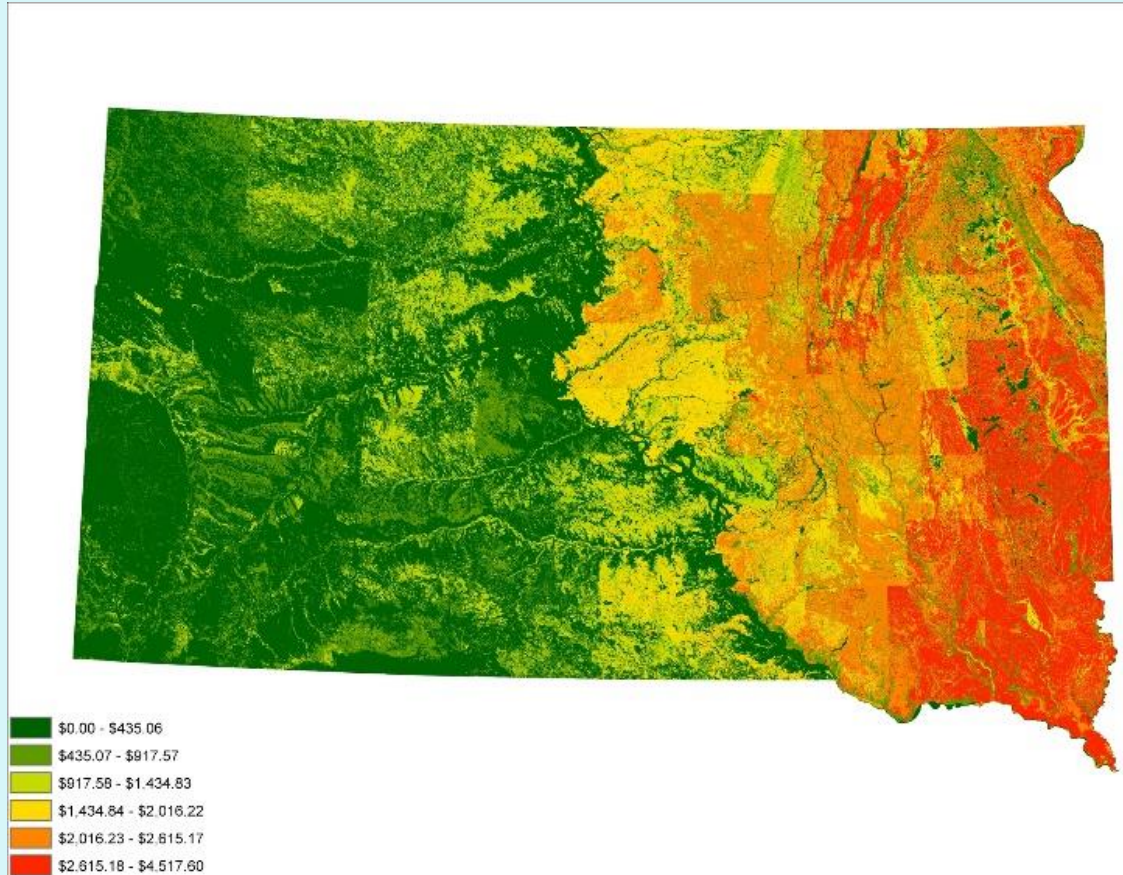 $0.00 - $435.06
$435.07 - $917.57
$917.58 - $1.434.83
$1,434.84 - $2,016.22
$2,016.23 - $2,615.17
$2,615.18 - $4,517.60